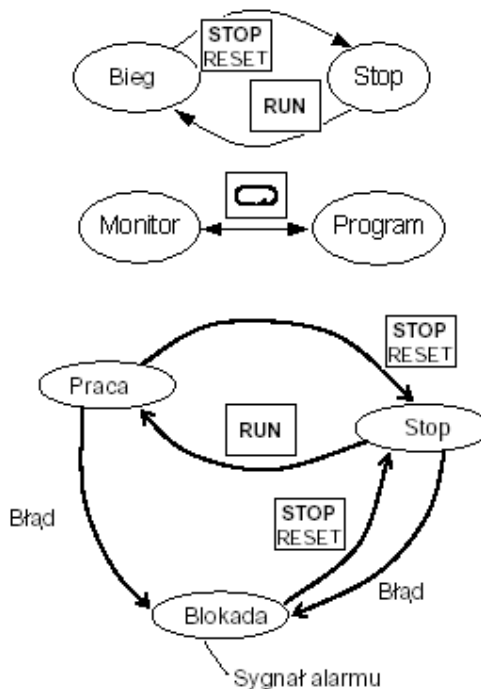 STOP
RESET
Bieg
Stop
RUN
Monitor
Program
STOP
RESET
Praca
RUN
Stop
STOP
RESET
Błąd
Błąd
Blokada
Sygnał alarmu